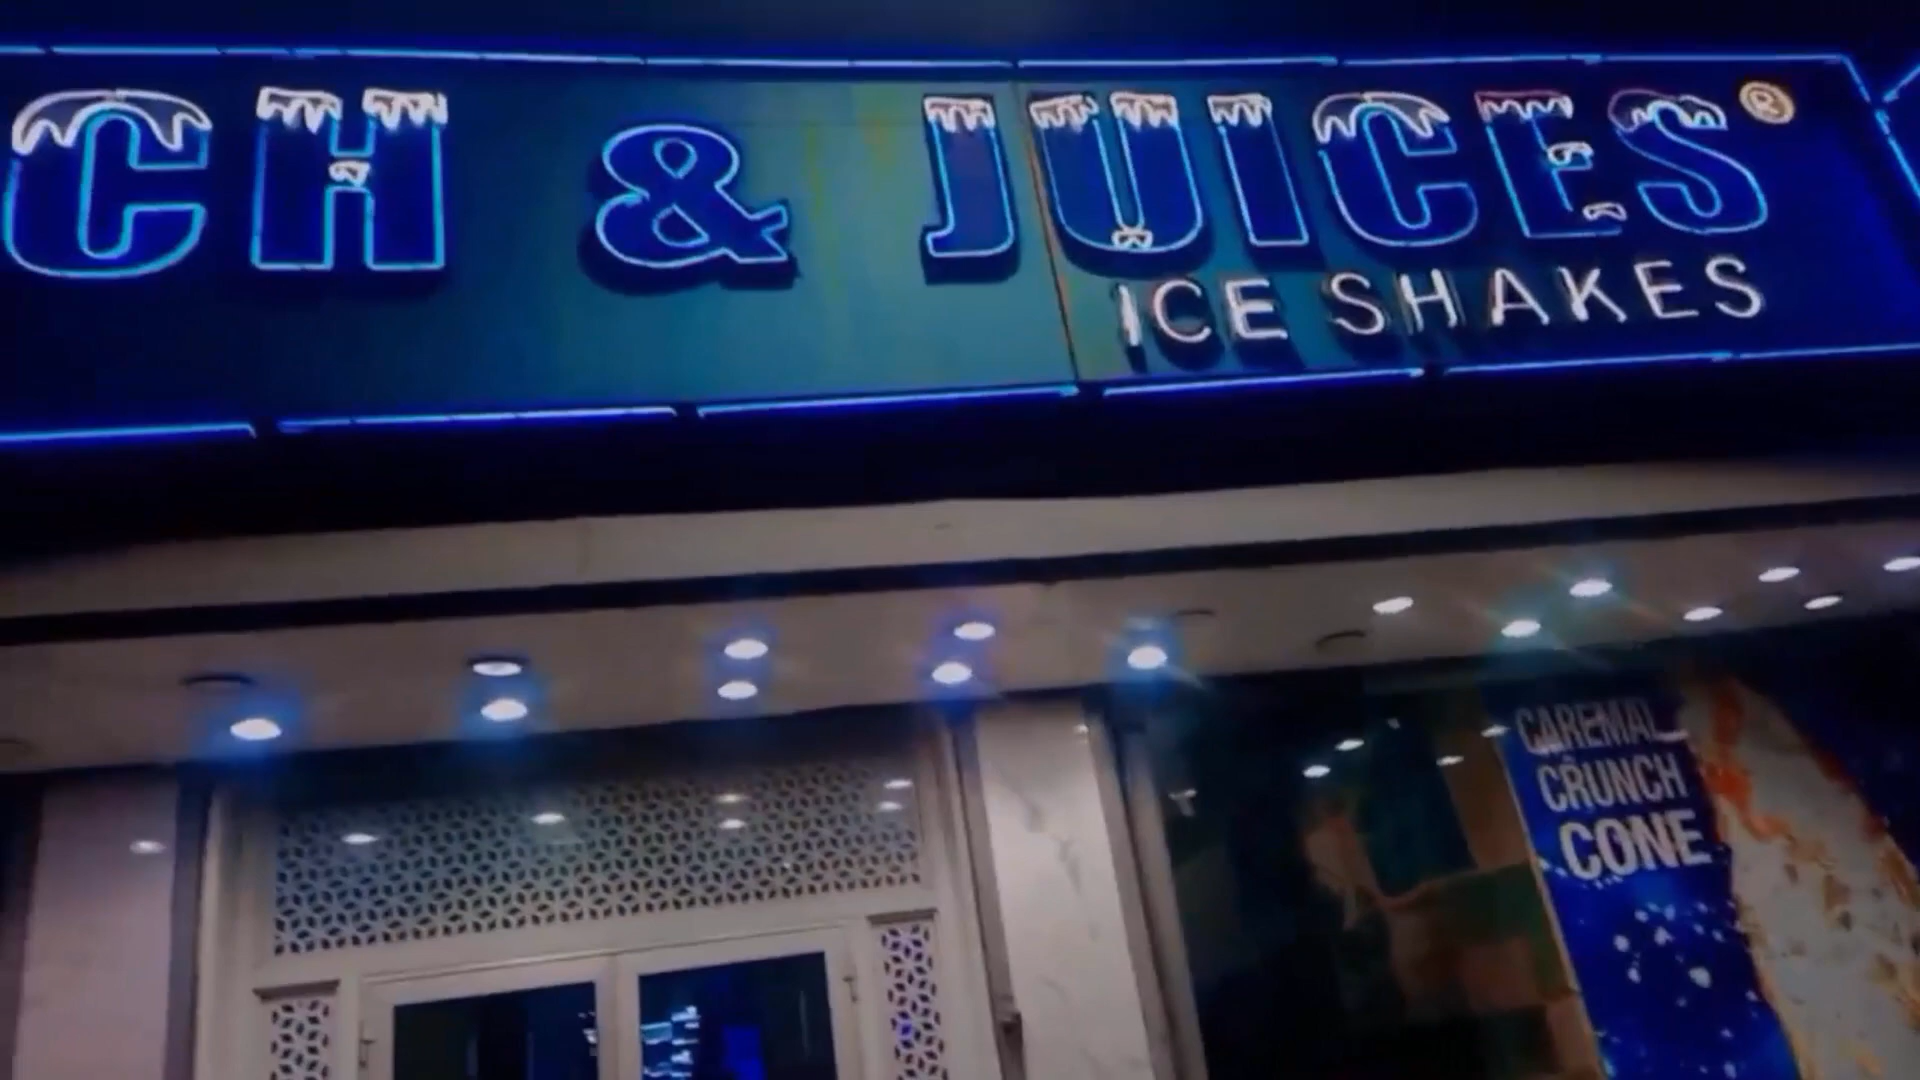 CH & JUICES ®
ICE SHAKES
CAREMAL
CRUNCH
CONE